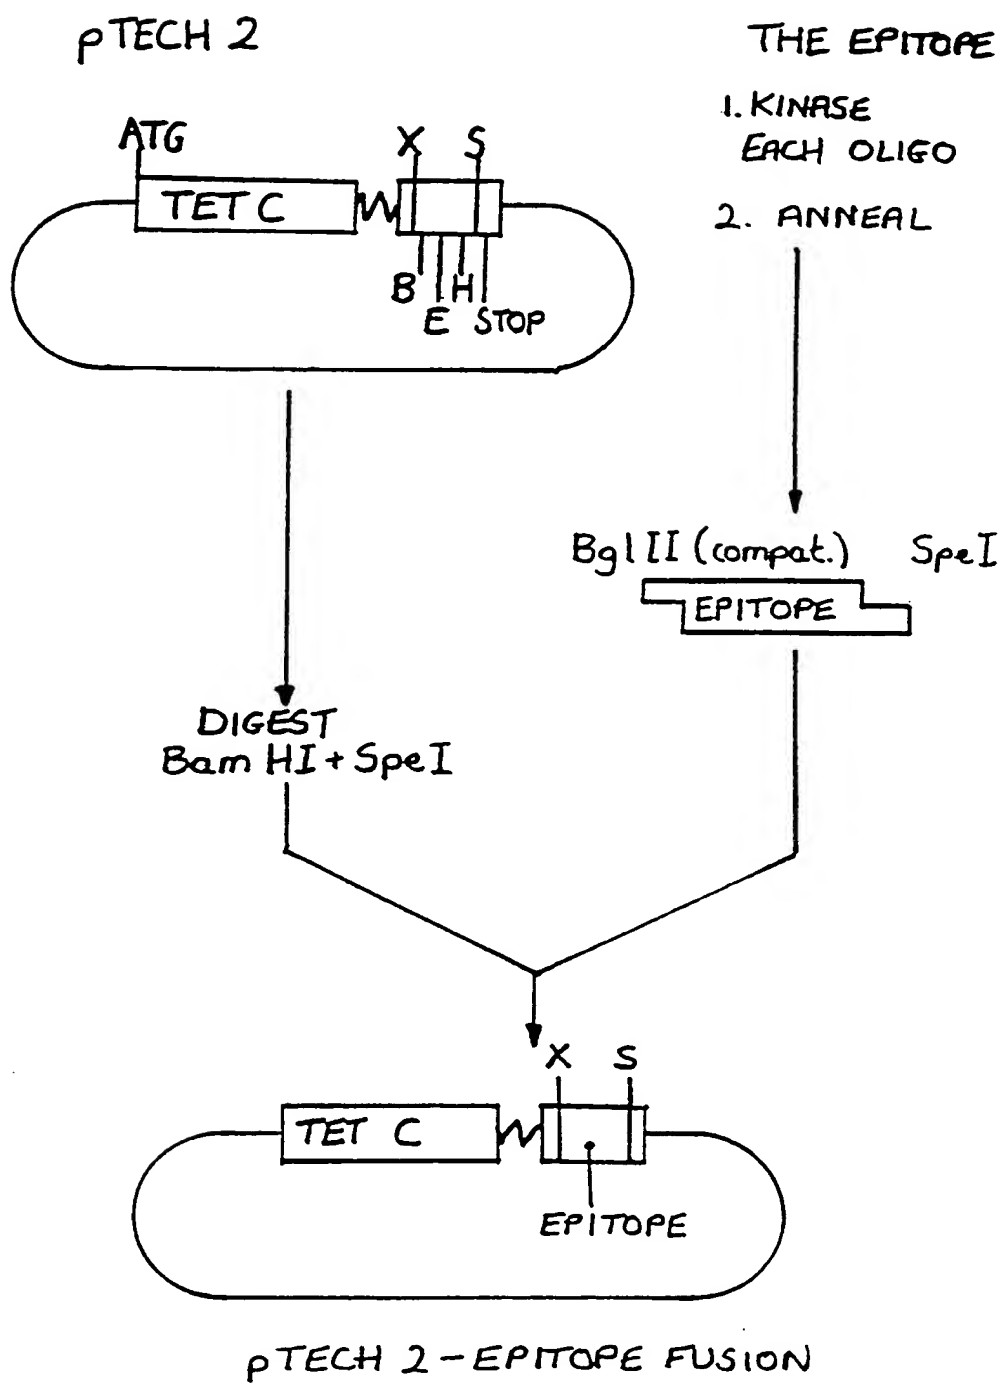 pTECH 2
THE EPITOPE
1. KINASE
EACH OLIGO
2. ANNEAL
ATG
X S
TET C
B H
E STOP
BglII (compat.) SpeI
EPITOPE
DIGEST
Bam HI + SpeI
X S
TET C
EPITOPE
pTECH 2 - EPITOPE FUSION